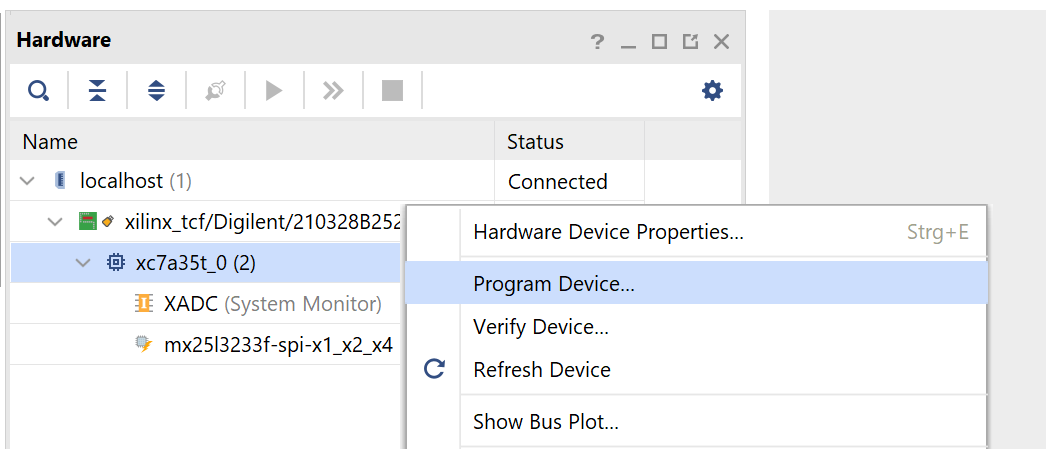 Hardware
?
Name Status
localhost (1) Connected
xilinx_tcf/Digilent/210328B252
xc7a35t_0 (2)
XADC (System Monitor)
mx25l3233f-spi-x1_x2_x4
Hardware Device Properties... Strg+E
Program Device...
Verify Device...
Refresh Device
Show Bus Plot...